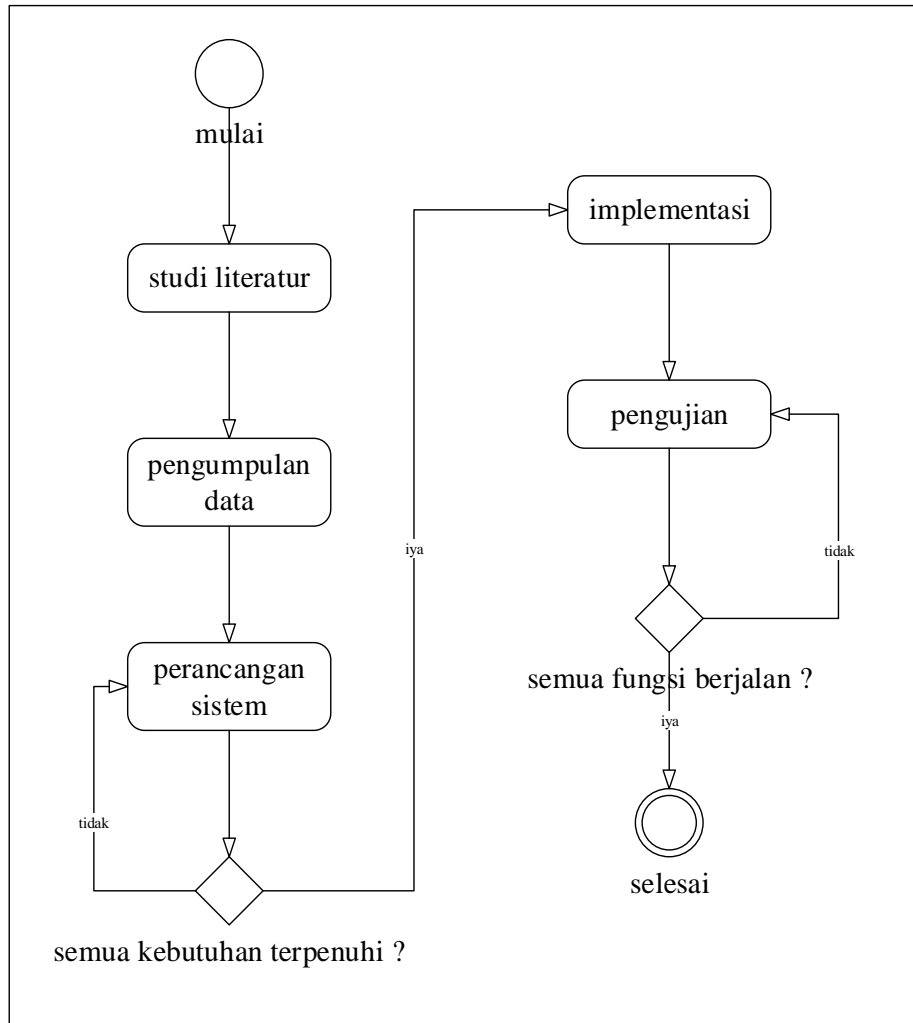 mulai
studi literatur
pengumpulan
data
perancangan
sistem
tidak
semua kebutuhan terpenuhi ?
iya
implementasi
pengujian
tidak
semua fungsi berjalan ?
iya
selesai